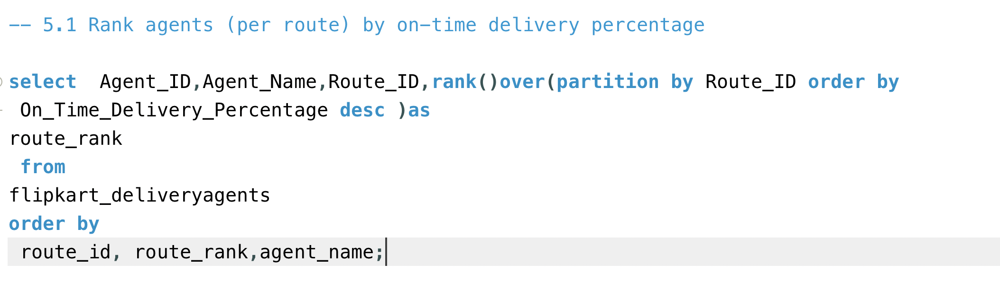 -- 5.1 Rank agents (per route) by on-time delivery percentage
select  Agent_ID,Agent_Name,Route_ID,rank()over(partition by Route_ID order by
On_Time_Delivery_Percentage desc )as
route_rank
from
flipkart_deliveryagents
order by
route_id, route_rank,agent_name;